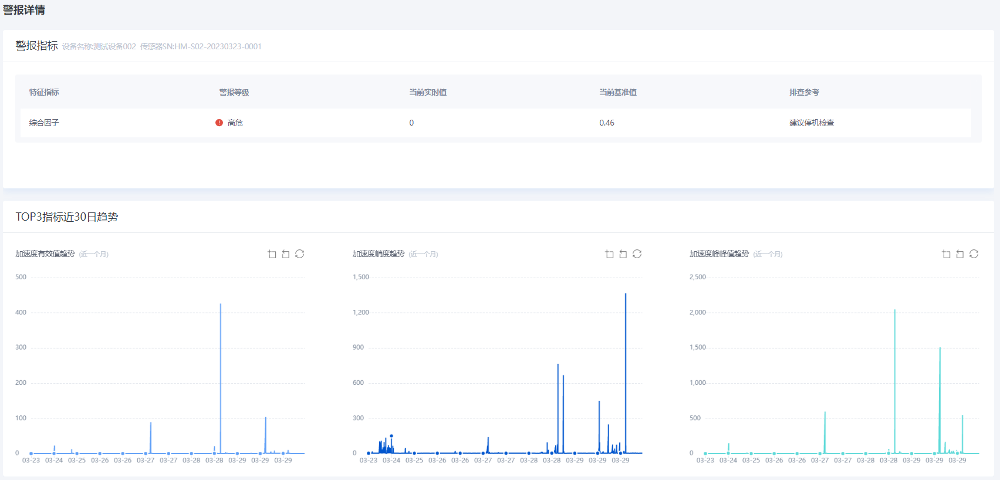 警报详情
警报指标 设备名称:测试设备002 传感器SN:HM-S02-20230323-0001
特征指标 警报等级 当前实时值 当前基准值 排查参考
综合因子 高危 0 0.46 建议停机检查
TOP3指标近30日趋势
加速度有效值趋势 (近一个月)
500
400
300
200
100
0
03-23 03-24 03-25 03-26 03-26 03-27 03-27 03-28 03-28 03-29 03-29 03-29
加速度峭度趋势 (近一个月)
1,500
1,200
900
600
300
0
03-23 03-24 03-25 03-26 03-26 03-27 03-27 03-28 03-28 03-29 03-29 03-29
加速度峰峰值趋势 (近一个月)
2,500
2,000
1,500
1,000
500
0
03-23 03-24 03-25 03-26 03-26 03-27 03-27 03-28 03-28 03-29 03-29 03-29